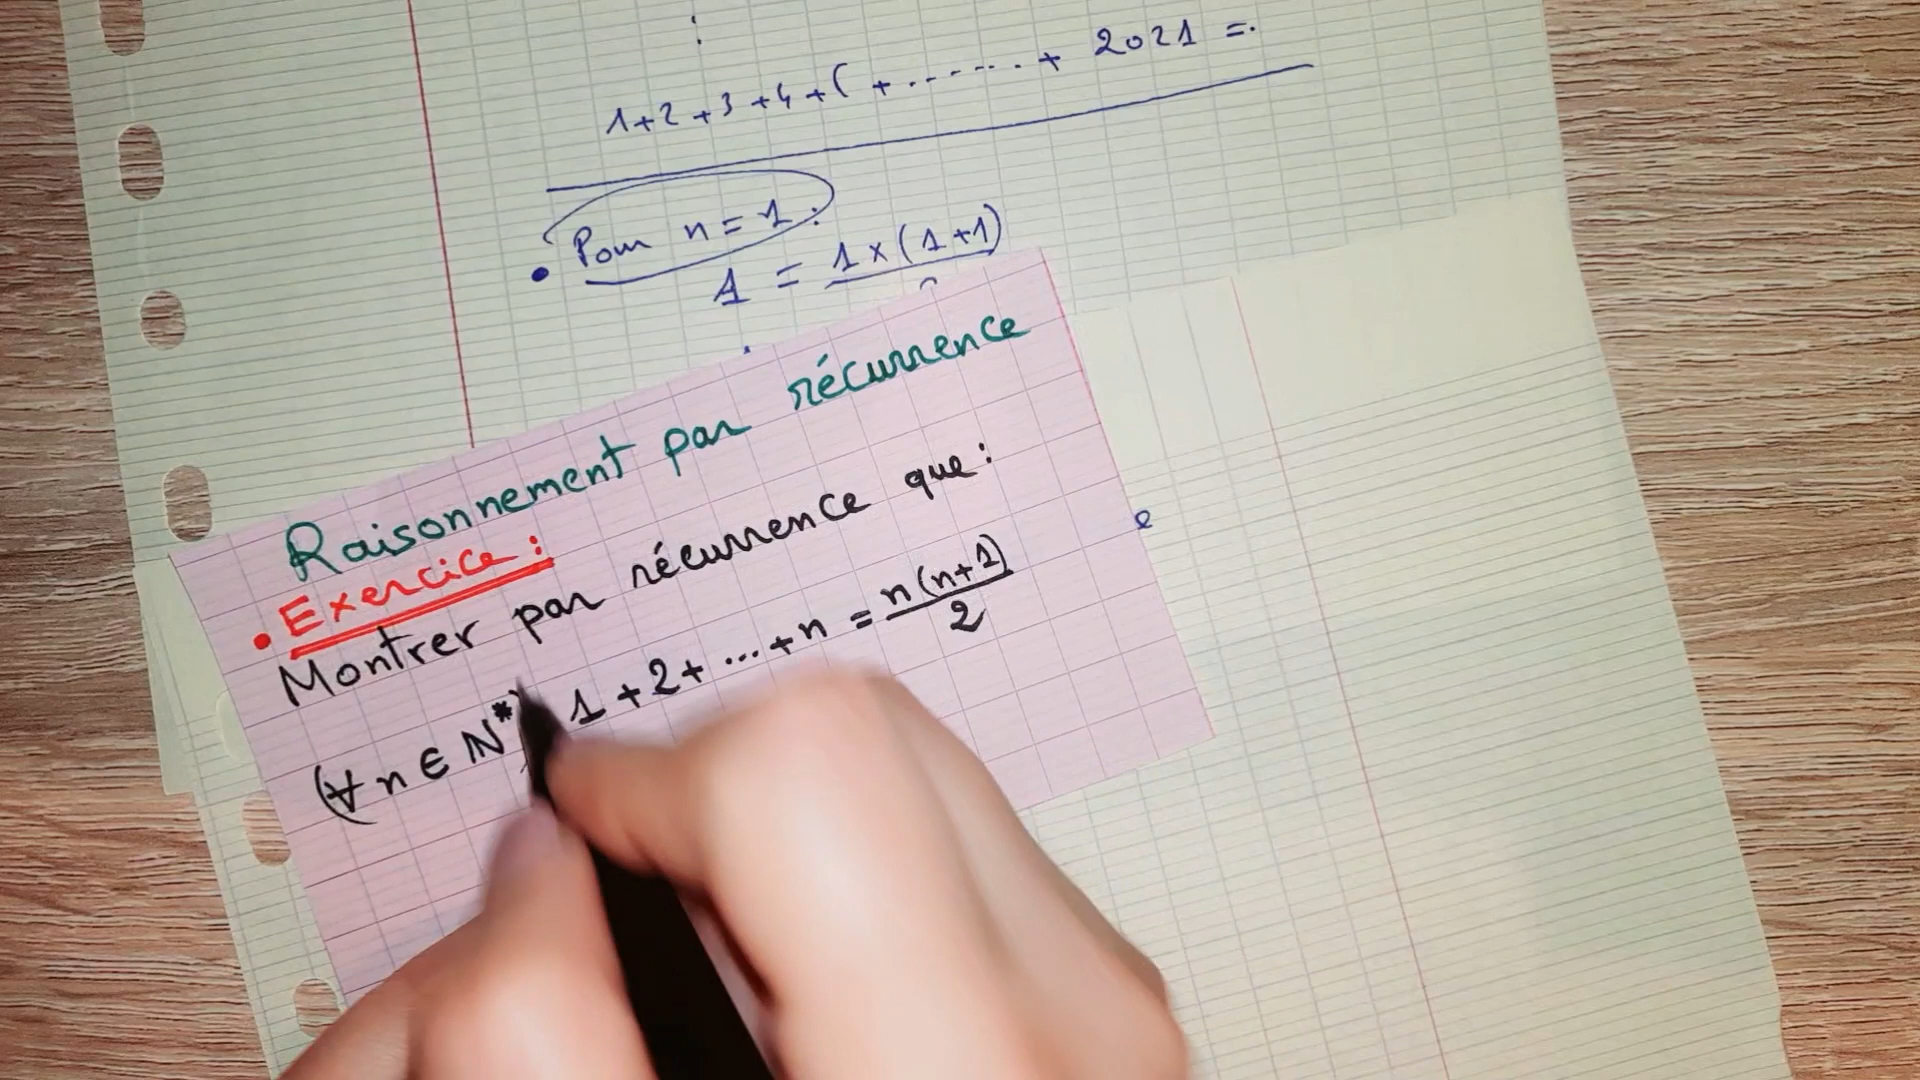 1+2+3+4+(+.......+ 2021 =.
• Pour n = 1 :
1 = 1×(1+1)
Raisonnement par récurrence
• Exercice :
Montrer par récurrence que :
(∀ n ∈ ℕ*) 1 + 2 + ... + n = n(n+1)/2